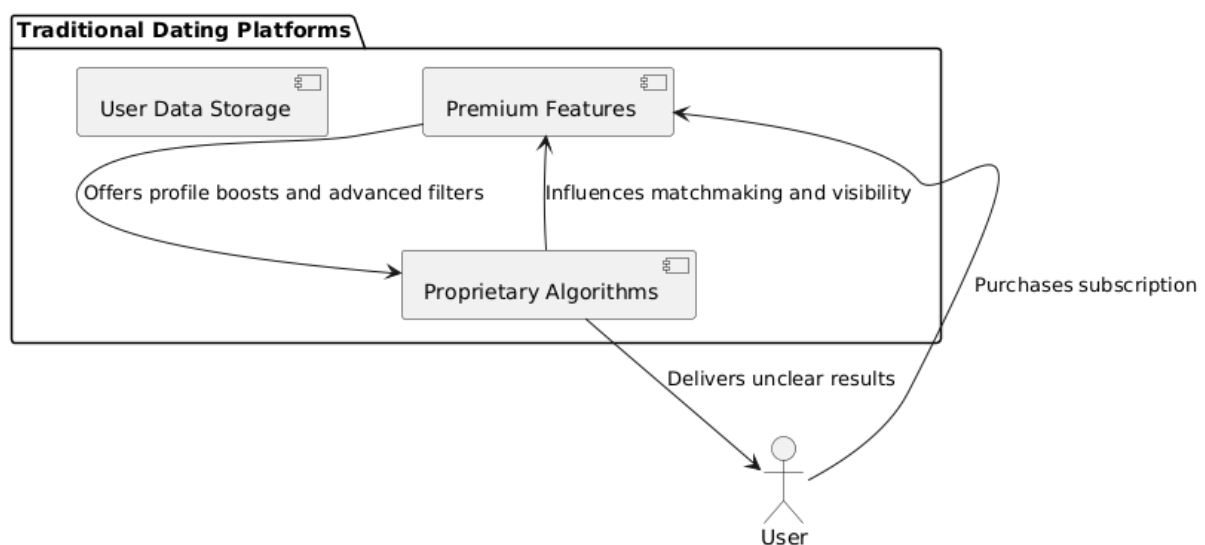 Traditional Dating Platforms
User Data Storage
Premium Features
Offers profile boosts and advanced filters
Influences matchmaking and visibility
Proprietary Algorithms
Purchases subscription
Delivers unclear results
User